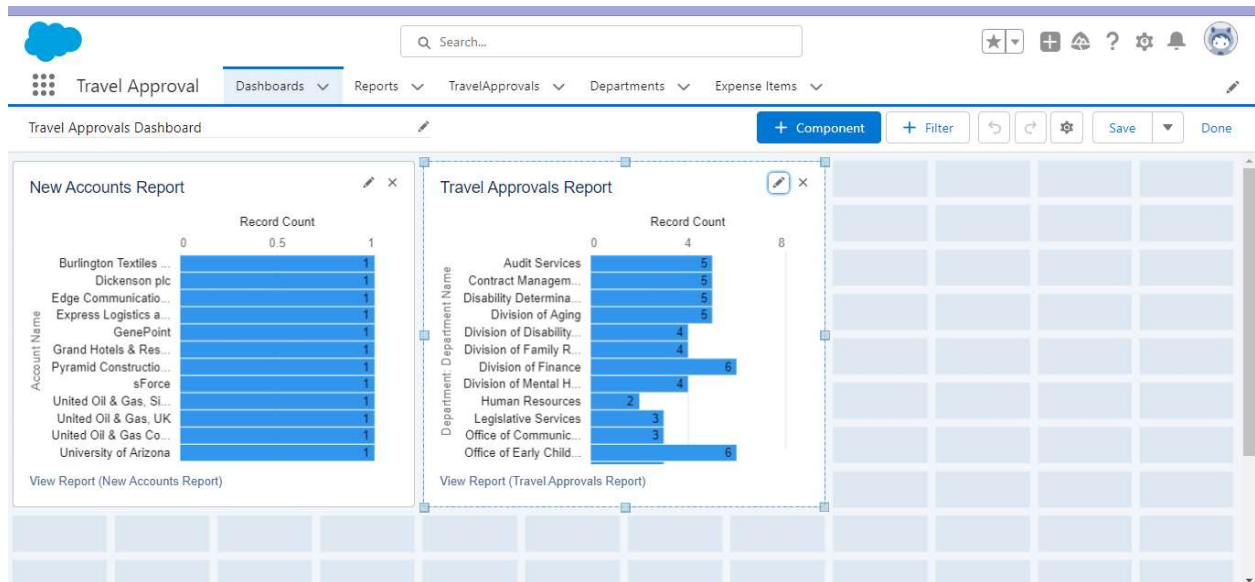 Search...
Travel Approval Dashboards Reports TravelApprovals Departments Expense Items
Travel Approvals Dashboard + Component + Filter Save Done
New Accounts Report
Record Count
0 0.5 1
Account Name
Burlington Textiles ... 1
Dickenson plc 1
Edge Communicatio... 1
Express Logistics a... 1
GenePoint 1
Grand Hotels & Res... 1
Pyramid Constructio... 1
sForce 1
United Oil & Gas, Si... 1
United Oil & Gas, UK 1
United Oil & Gas Co... 1
University of Arizona 1
View Report (New Accounts Report)
Travel Approvals Report
Record Count
0 4 8
Department: Department Name
Audit Services 5
Contract Managem... 5
Disability Determina... 5
Division of Aging 5
Division of Disability... 4
Division of Family R... 4
Division of Finance 6
Division of Mental H... 4
Human Resources 2
Legislative Services 3
Office of Communic... 3
Office of Early Child... 6
View Report (Travel Approvals Report)